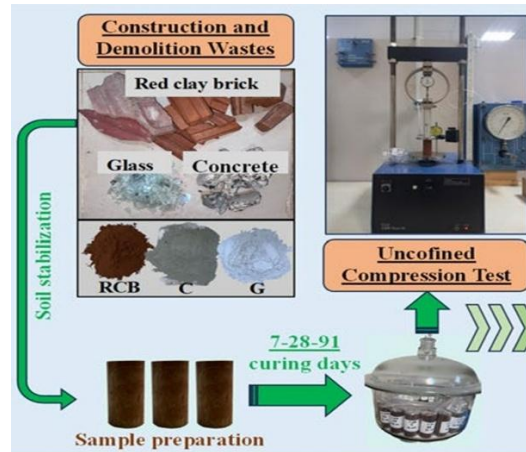 Construction and
Demolition Wastes
Red clay brick
Glass
Concrete
RCB
C
G
Soil stabilization
Sample preparation
7-28-91
curing days
Uncofined
Compression Test